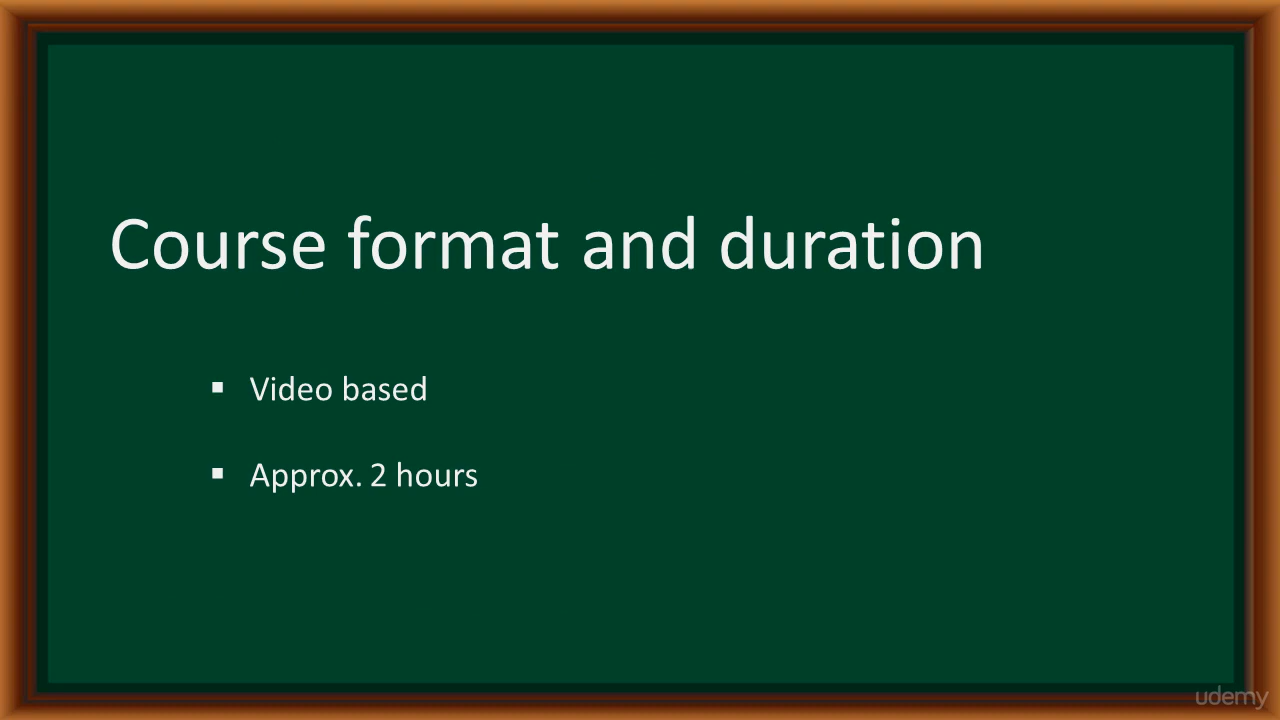 Course format and duration
▪ Video based
▪ Approx. 2 hours
udemy